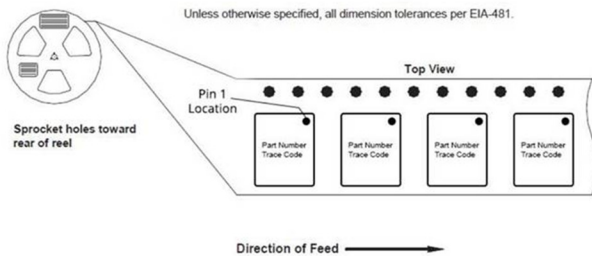 Unless otherwise specified, all dimension tolerances per EIA-481.
Top View
Pin 1
Location
Sprocket holes toward
rear of reel
Part Number
Trace Code
Part Number
Trace Code
Part Number
Trace Code
Part Number
Trace Code
Direction of Feed